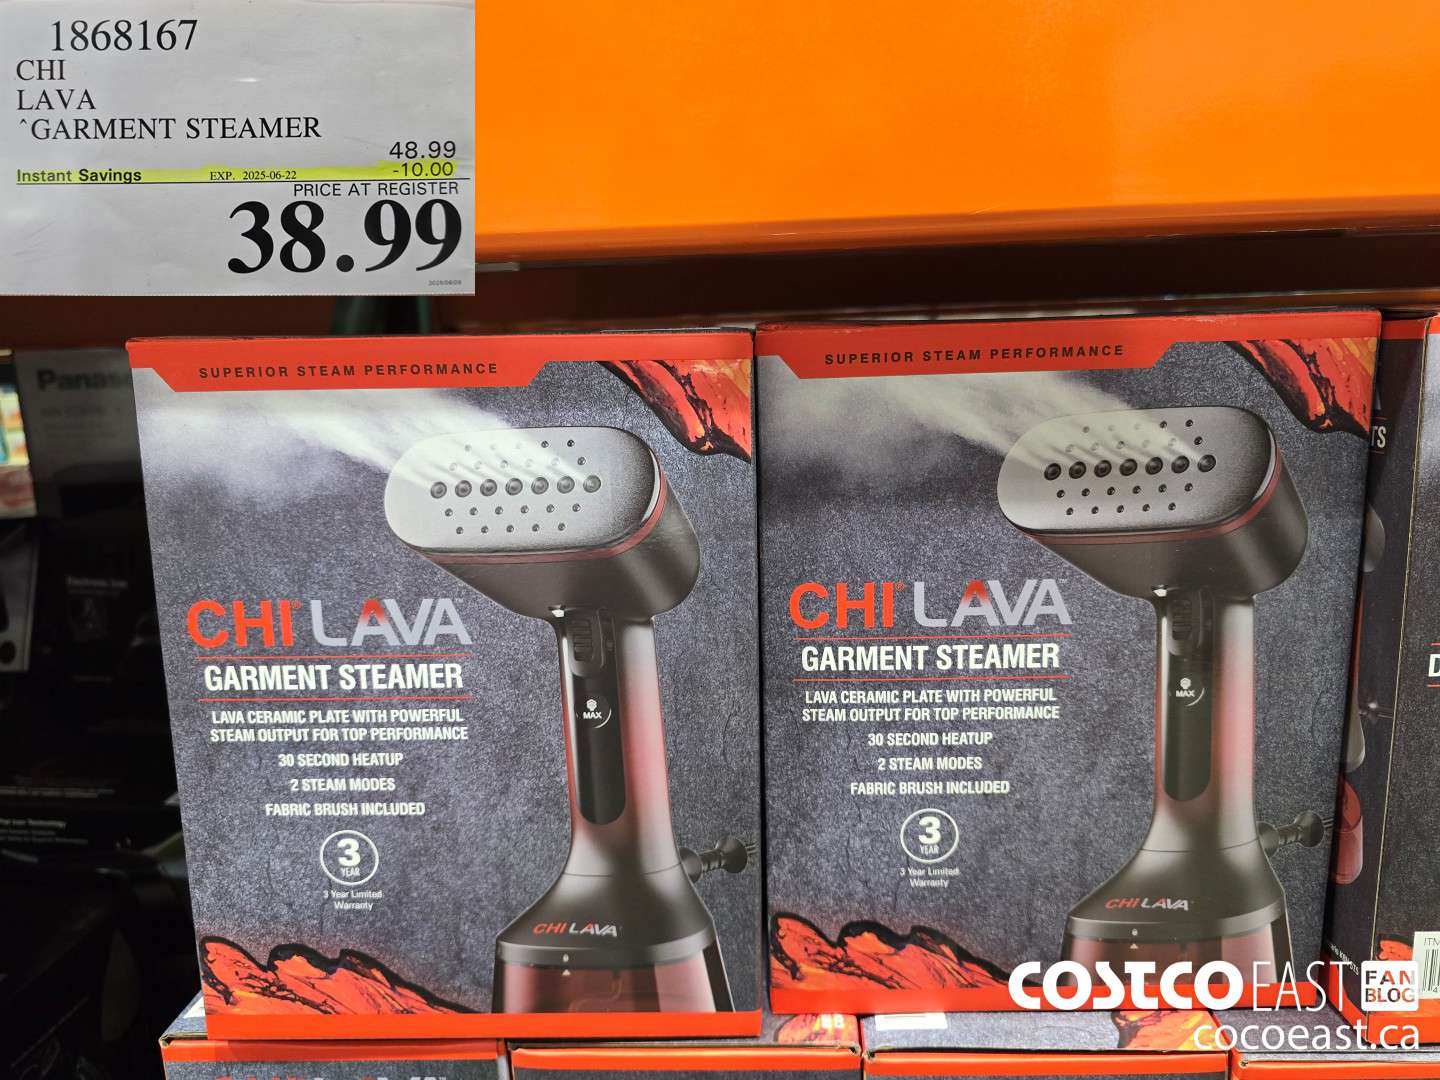 1868167
CHI
LAVA
^GARMENT STEAMER
48.99
Instant Savings EXP. 2025-06-22 -10.00
PRICE AT REGISTER
38.99
SUPERIOR STEAM PERFORMANCE
CHI® LAVA™
GARMENT STEAMER
LAVA CERAMIC PLATE WITH POWERFUL
STEAM OUTPUT FOR TOP PERFORMANCE
30 SECOND HEATUP
2 STEAM MODES
FABRIC BRUSH INCLUDED
3
YEAR
3 Year Limited
Warranty
MAX
CHI LAVA
SUPERIOR STEAM PERFORMANCE
CHI® LAVA™
GARMENT STEAMER
LAVA CERAMIC PLATE WITH POWERFUL
STEAM OUTPUT FOR TOP PERFORMANCE
30 SECOND HEATUP
2 STEAM MODES
FABRIC BRUSH INCLUDED
3
YEAR
3 Year Limited
Warranty
MAX
CHI LAVA
COSTCO EAST FAN
BLOG
cocoeast.ca